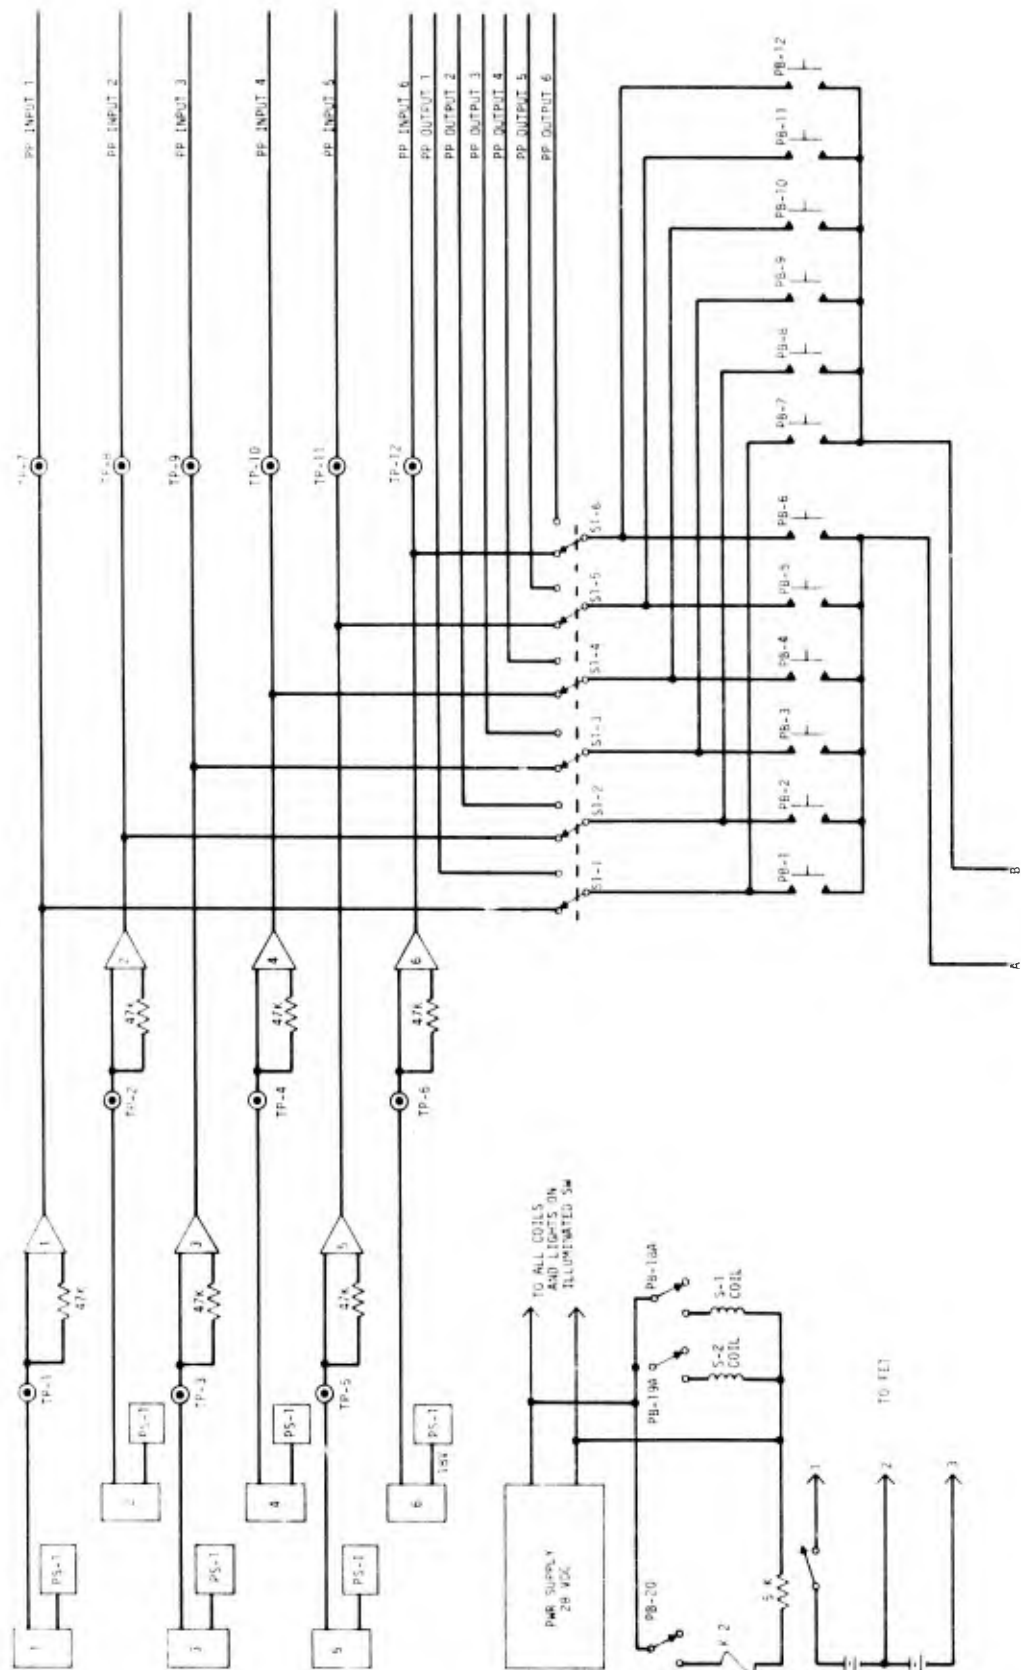 PP INPUT 1
PP INPUT 2
PP INPUT 3
PP INPUT 4
PP INPUT 5
PP INPUT 6
PP OUTPUT 1
PP OUTPUT 2
PP OUTPUT 3
PP OUTPUT 4
PP OUTPUT 5
PP OUTPUT 6
PB-12
PB-11
PB-10
PB-9
PB-8
PB-7
PB-6
PB-5
PB-4
PB-3
PB-2
PB-1
TP-7
TP-8
TP-9
TP-10
TP-11
TP-12
S1-6
S1-5
S1-4
S1-3
S1-2
S1-1
A
B
2
4
6
47K
47K
47K
TP-2
TP-4
TP-6
1
3
5
47K
47K
47K
TP-1
TP-3
TP-5
PS-1
PS-1
PS-1
18V
2
4
6
PS-1
PS-1
PS-1
1
3
5
TO ALL COILS
AND LIGHTS ON
ILLUMINATED SW
PWR SUPPLY
28 VDC
PB-18A
S-1
COIL
PB-19A
S-2
COIL
PB-20
K 2
5 K
TO FET
1
2
3